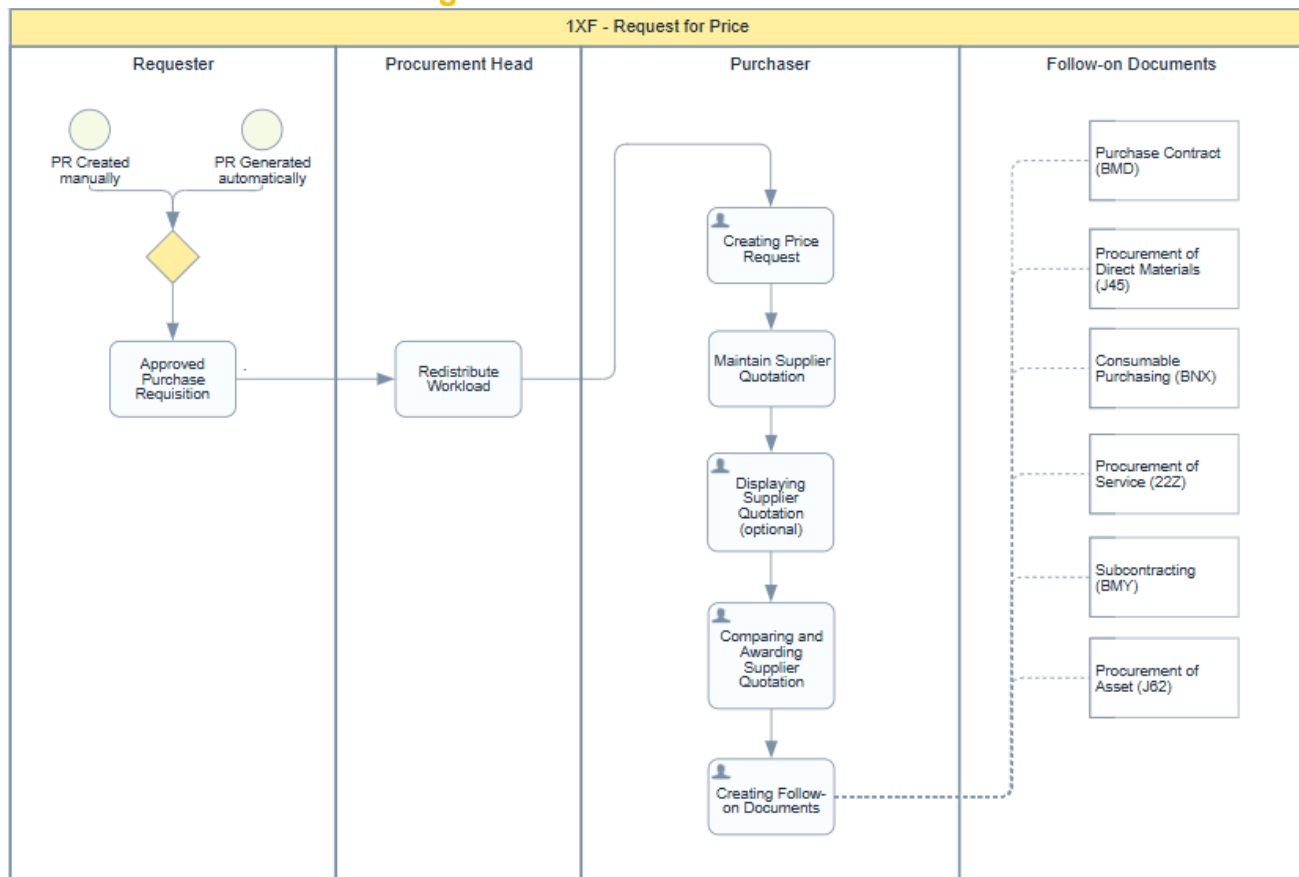 1XF - Request for Price
Requester
Procurement Head
Purchaser
Follow-on Documents
PR Created
manually
PR Generated
automatically
Approved
Purchase
Requisition
Redistribute
Workload
Creating Price
Request
Maintain Supplier
Quotation
Displaying
Supplier
Quotation
(optional)
Comparing and
Awarding
Supplier
Quotation
Creating Follow-
on Documents
Purchase Contract
(BMD)
Procurement of
Direct Materials
(J45)
Consumable
Purchasing (BNX)
Procurement of
Service (22Z)
Subcontracting
(BMY)
Procurement of
Asset (J62)